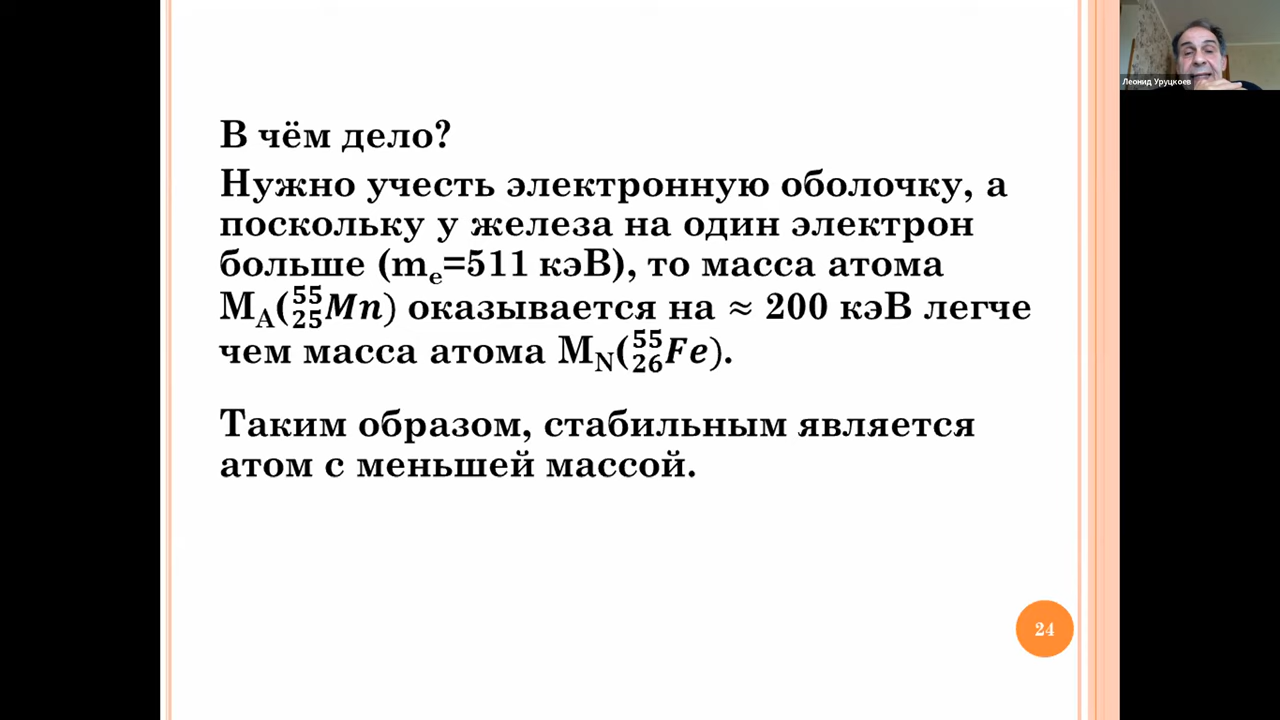 В чём дело?
Нужно учесть электронную оболочку, а
поскольку у железа на один электрон
больше (mₑ=511 кэВ), то масса атома
M_A(⁵⁵₂₅Mn) оказывается на ≈ 200 кэВ легче
чем масса атома M_N(⁵⁵₂₆Fe).
Таким образом, стабильным является
атом с меньшей массой.
24
Леонид Уруцкоев